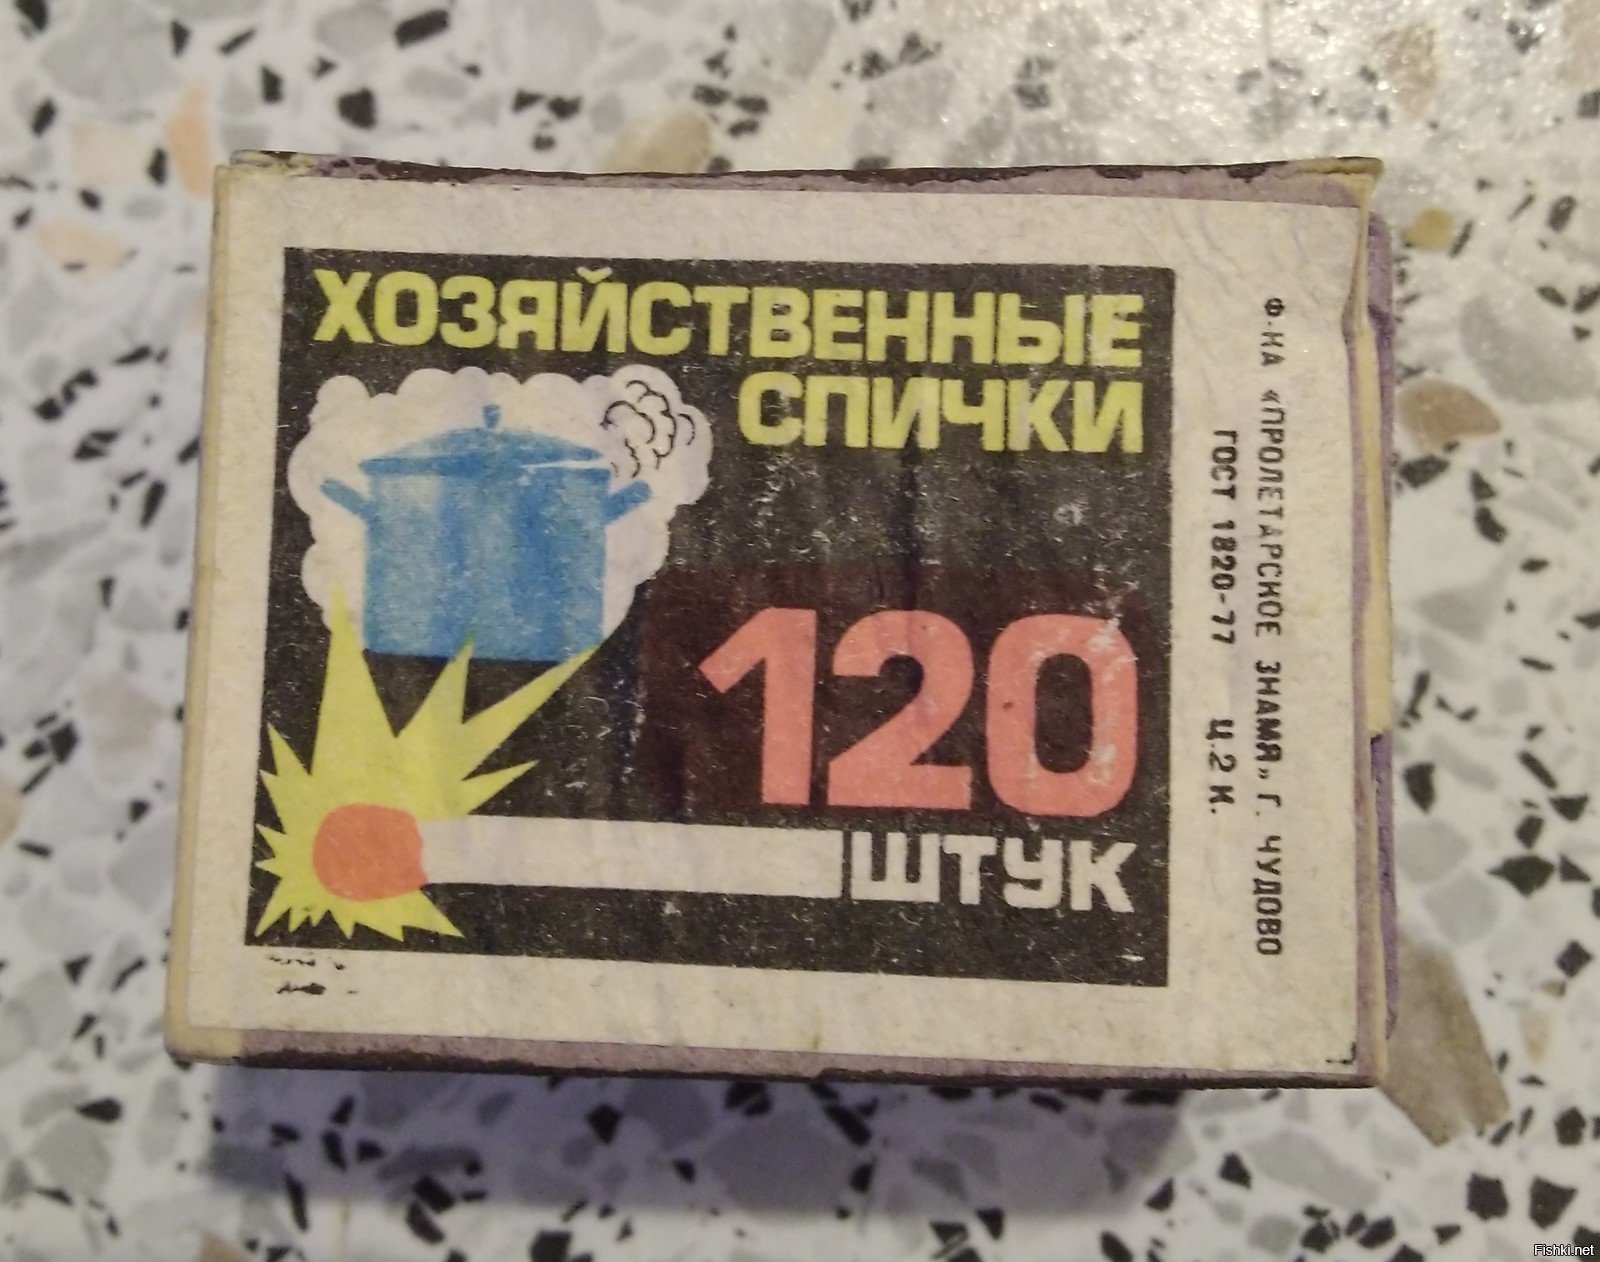 ХОЗЯЙСТВЕННЫЕ
СПИЧКИ
120
ШТУК
Ф-КА «ПРОЛЕТАРСКОЕ ЗНАМЯ» Г. ЧУДОВО
ГОСТ 1820-77 Ц. 2 К.
Fishki.net